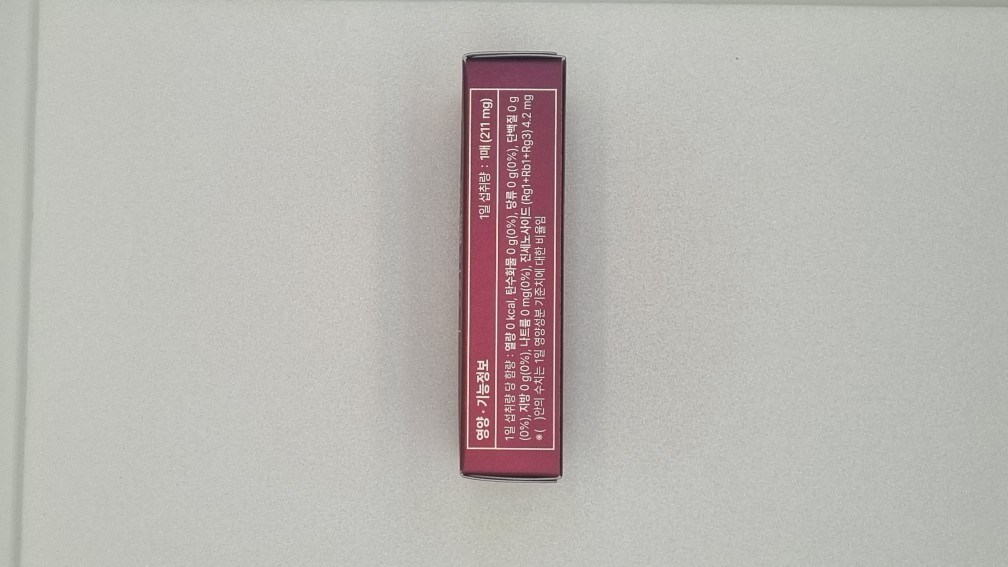 영양·기능정보 1일 섭취량 : 1매 (211 mg)
1일 섭취량 당 함량 : 열량 0 kcal, 탄수화물 0 g(0%), 당류 0 g(0%), 단백질 0 g
(0%), 지방 0 g(0%), 나트륨 0 mg(0%), 진세노사이드 (Rg1+Rb1+Rg3) 4.2 mg
※( )안의 수치는 1일 영양성분 기준치에 대한 비율임